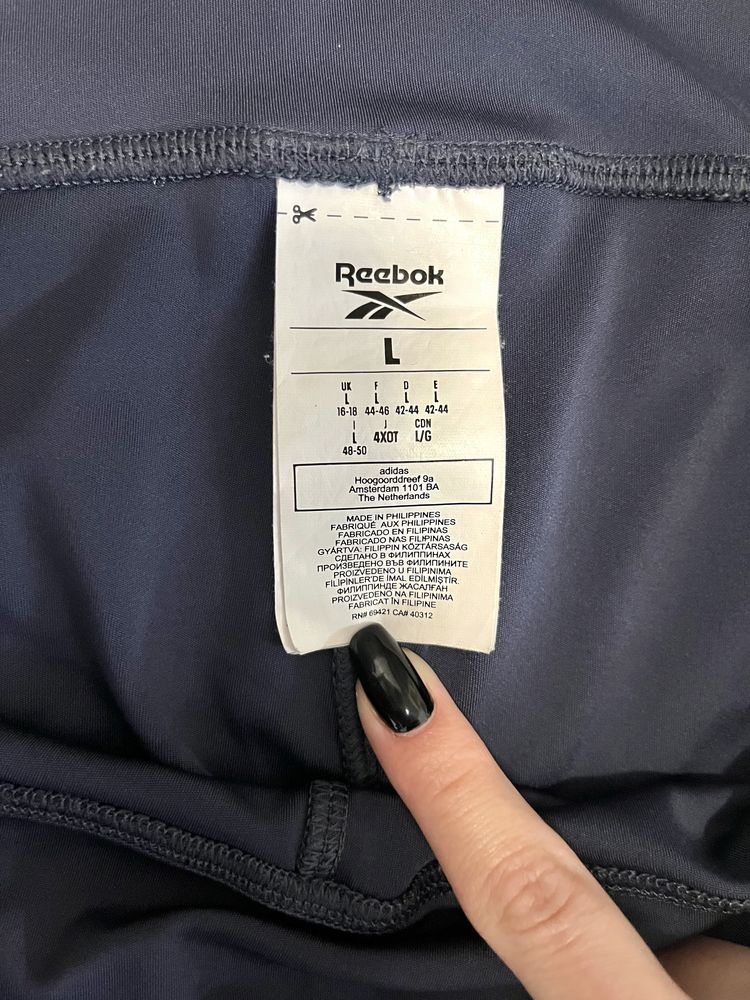 Reebok
L
UK F D E
L L L L
16-18 44-46 42-44 42-44
I J CDN
L 4XOT L/G
48-50
adidas
Hoogoorddreef 9a
Amsterdam 1101 BA
The Netherlands
MADE IN PHILIPPINES
FABRIQUÉ AUX PHILIPPINES
FABRICADO EN FILIPINAS
FABRICADO NAS FILIPINAS
GYÁRTVA: FILIPPIN KÖZTÁRSASÁG
СДЕЛАНО В ФИЛИППИНАХ
ПРОИЗВЕДЕНО ВЪВ ФИЛИПИНИТЕ
PROIZVEDENO U FILIPINIMA
FİLİPİNLER'DE İMAL EDİLMİŞTİR.
ФИЛИППИНДЕ ЖАСАЛҒАН
PROIZVEDENO NA FILIPINIMA
FABRICAT ÎN FILIPINE
RN# 69421 CA# 40312